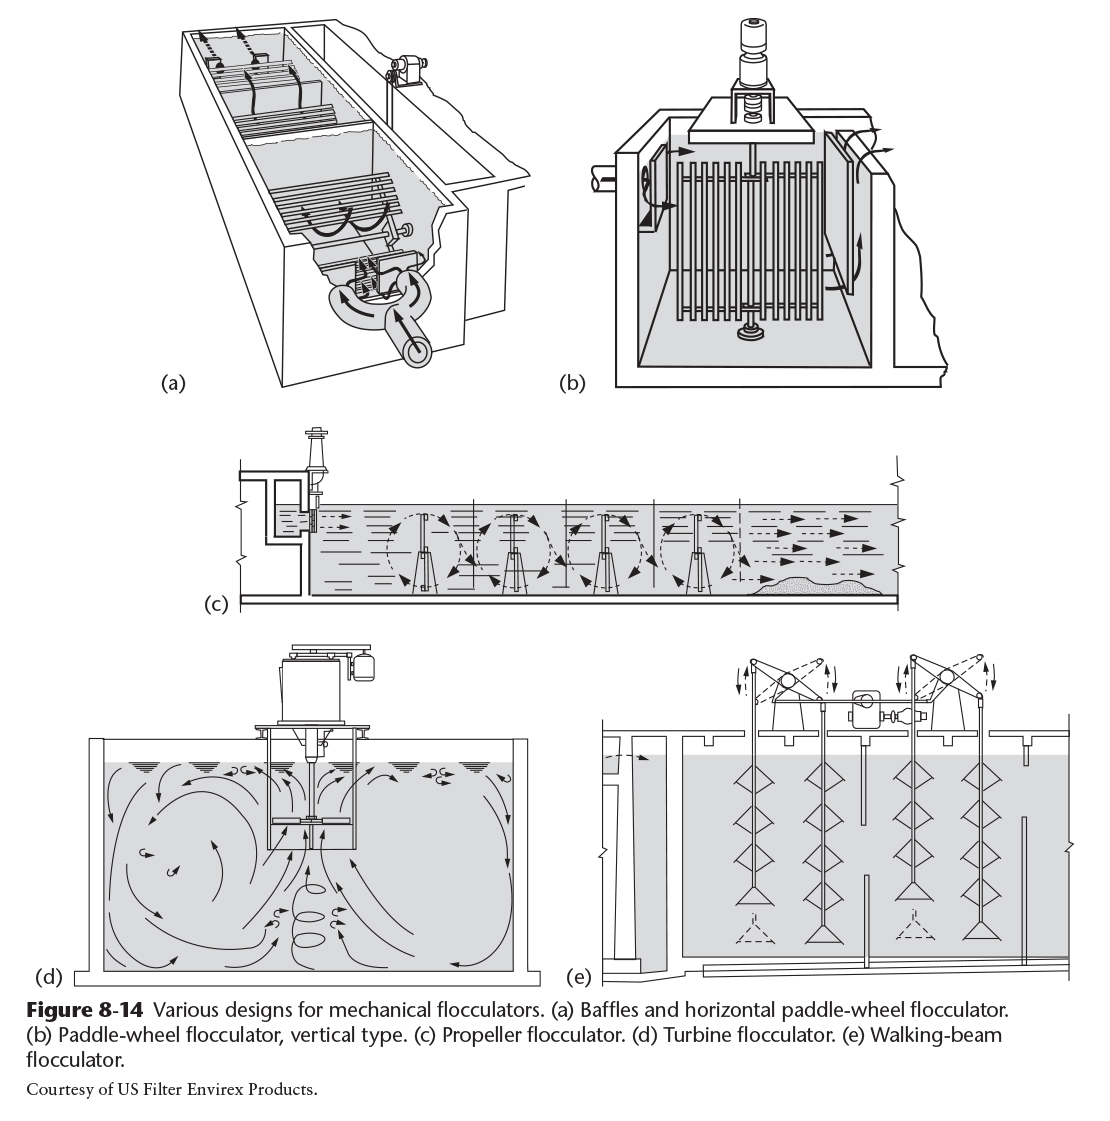 (a)
(b)
(c)
(d)
(e)
Figure 8-14 Various designs for mechanical flocculators. (a) Baffles and horizontal paddle-wheel flocculator.
(b) Paddle-wheel flocculator, vertical type. (c) Propeller flocculator. (d) Turbine flocculator. (e) Walking-beam
flocculator.
Courtesy of US Filter Envirex Products.